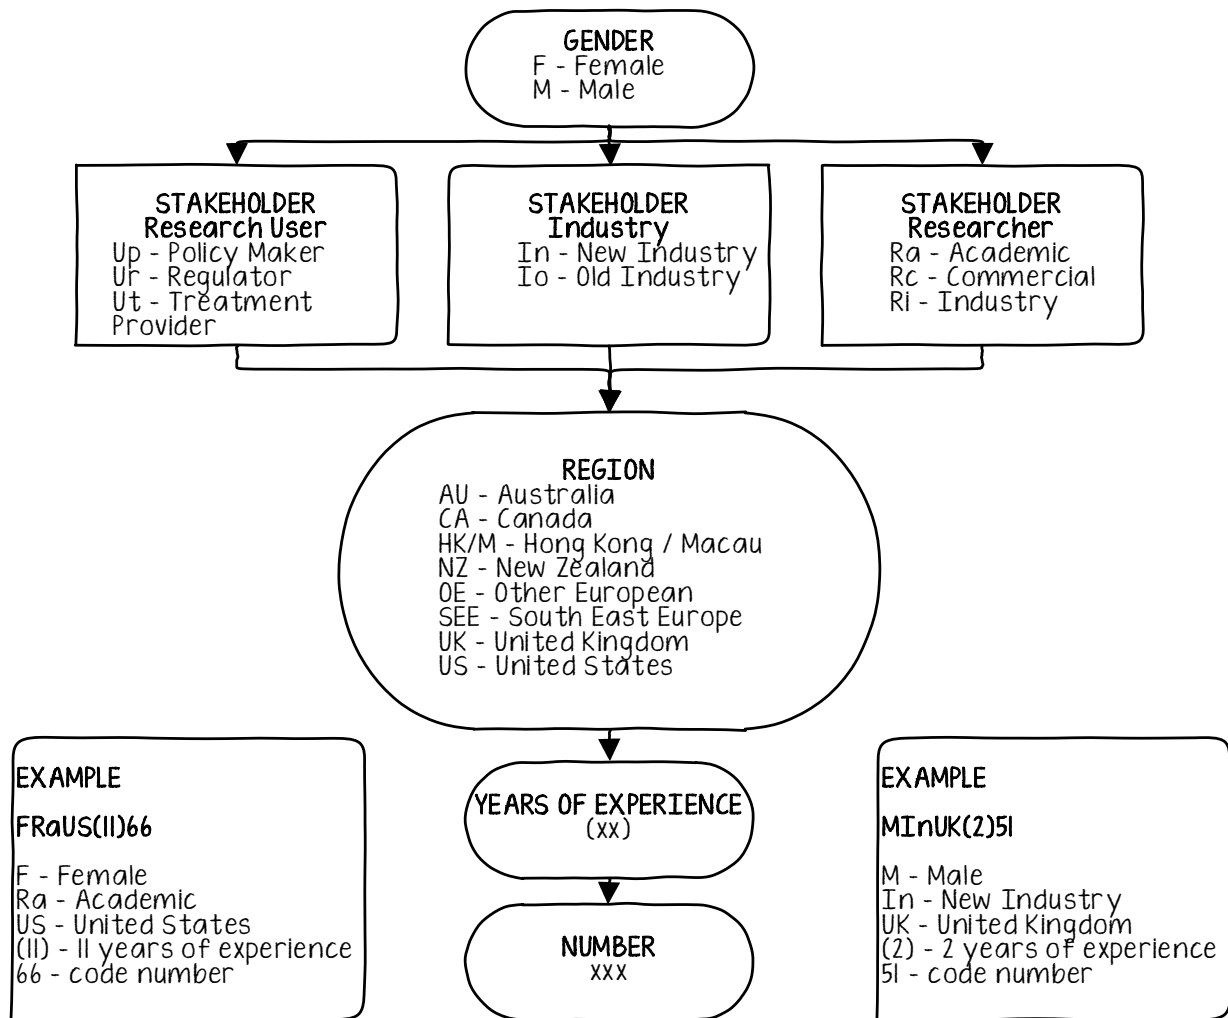 GENDER
F - Female
M - Male
STAKEHOLDER
Research User
Up - Policy Maker
Ur - Regulator
Ut - Treatment
Provider
STAKEHOLDER
Industry
In - New Industry
Io - Old Industry
STAKEHOLDER
Researcher
Ra - Academic
Rc - Commercial
Ri - Industry
REGION
AU - Australia
CA - Canada
HK/M - Hong Kong / Macau
NZ - New Zealand
OE - Other European
SEE - South East Europe
UK - United Kingdom
US - United States
YEARS OF EXPERIENCE
(xx)
NUMBER
xxx
EXAMPLE
FRaUS(11)66
F - Female
Ra - Academic
US - United States
(11) - 11 years of experience
66 - code number
EXAMPLE
MInUK(2)51
M - Male
In - New Industry
UK - United Kingdom
(2) - 2 years of experience
51 - code number